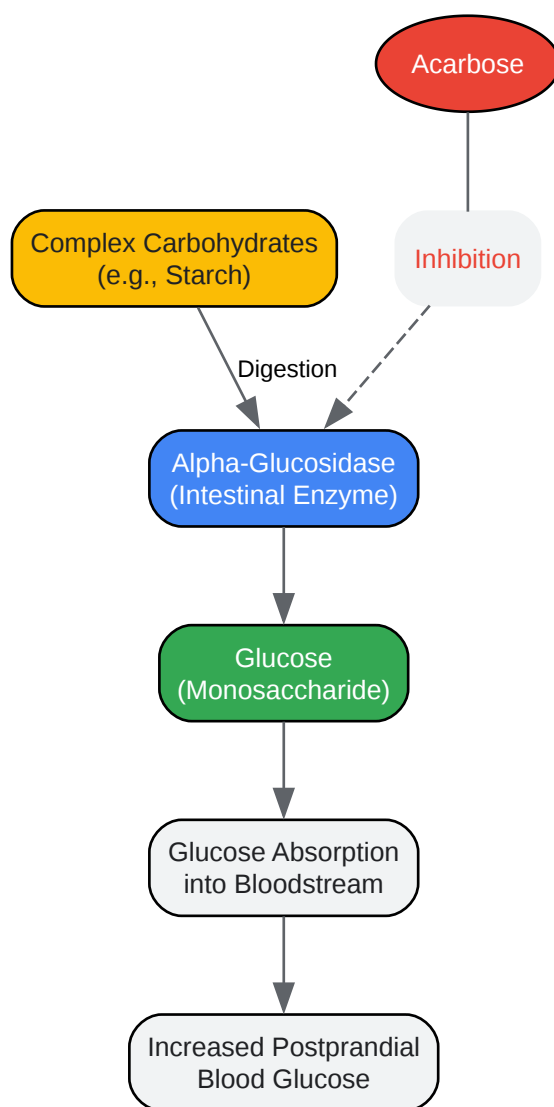 Acarbose
Complex Carbohydrates
(e.g., Starch)
Inhibition
Digestion
Alpha-Glucosidase
(Intestinal Enzyme)
Glucose
(Monosaccharide)
Glucose Absorption
into Bloodstream
Increased Postprandial
Blood Glucose